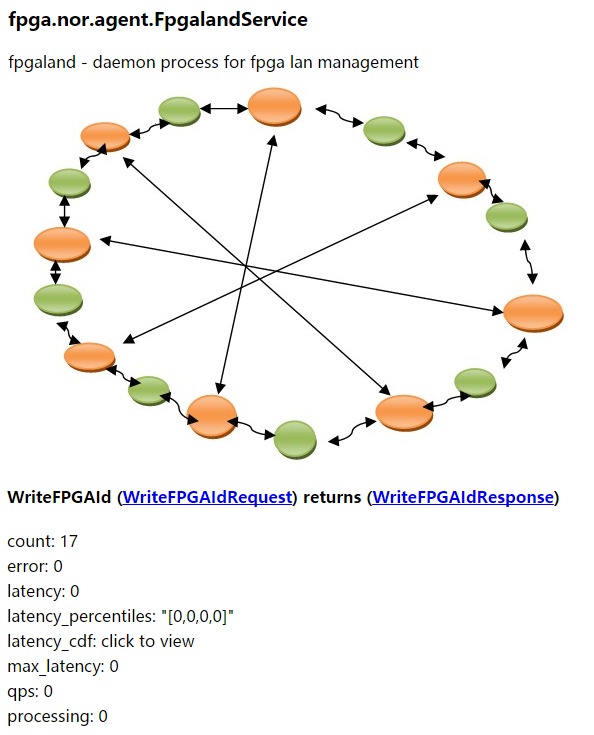 fpga.nor.agent.FpgalandService
fpgaland - daemon process for fpga lan management
WriteFPGAId (WriteFPGAIdRequest) returns (WriteFPGAIdResponse)
count: 17
error: 0
latency: 0
latency_percentiles: "[0,0,0,0]"
latency_cdf: click to view
max_latency: 0
qps: 0
processing: 0